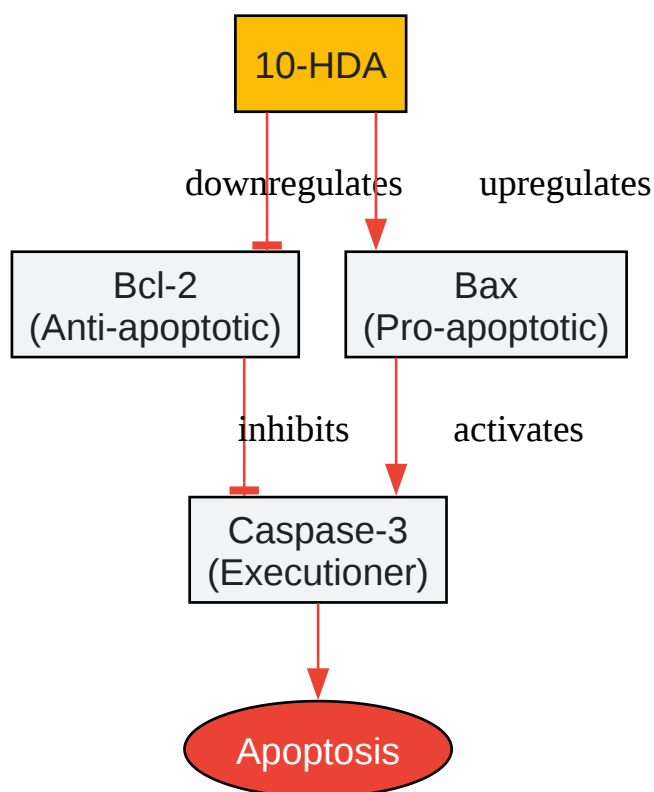 10-HDA
downregulates
upregulates
Bcl-2
(Anti-apoptotic)
Bax
(Pro-apoptotic)
inhibits
activates
Caspase-3
(Executioner)
Apoptosis